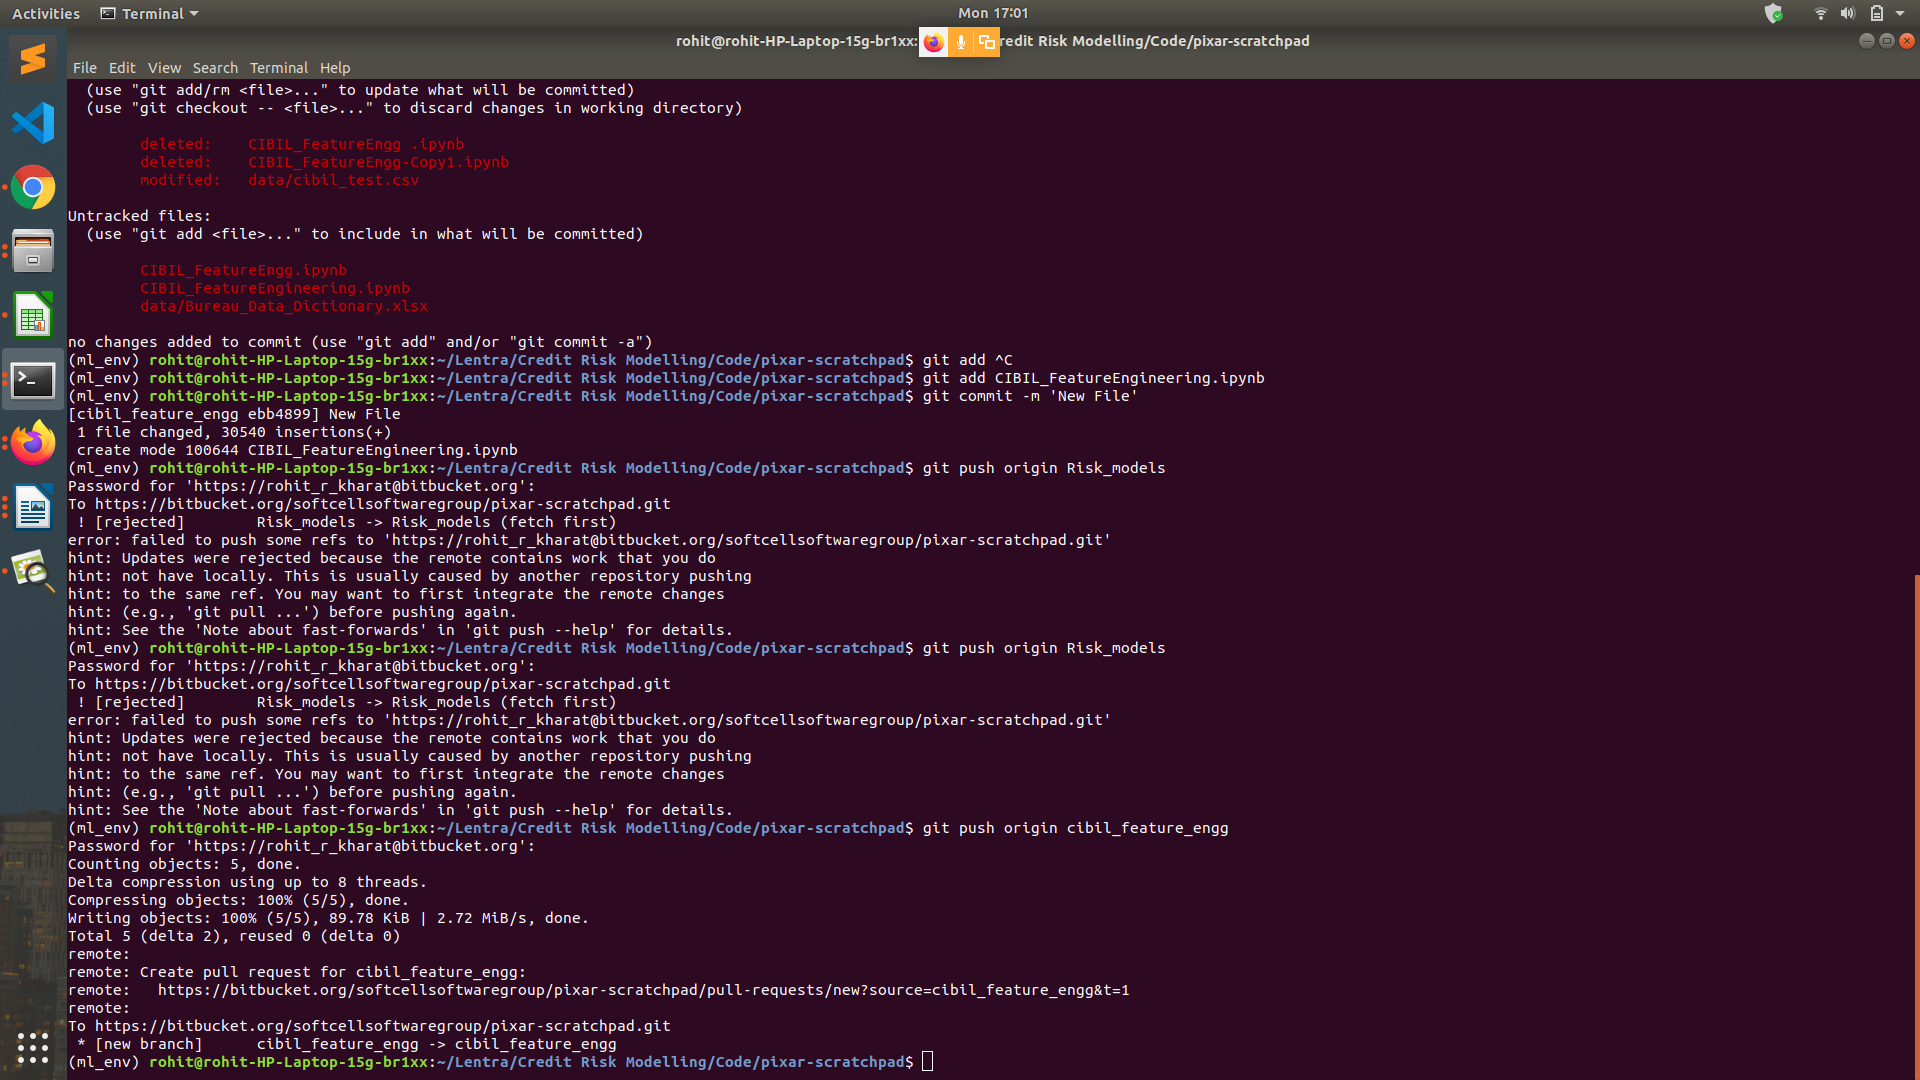 Activities Terminal Mon 17:01
rohit@rohit-HP-Laptop-15g-br1xx: redit Risk Modelling/Code/pixar-scratchpad
File Edit View Search Terminal Help
(use "git add/rm <file>..." to update what will be committed)
(use "git checkout -- <file>..." to discard changes in working directory)
deleted: CIBIL_FeatureEngg .ipynb
deleted: CIBIL_FeatureEngg-Copy1.ipynb
modified: data/cibil_test.csv
Untracked files:
(use "git add <file>..." to include in what will be committed)
CIBIL_FeatureEngg.ipynb
CIBIL_FeatureEngineering.ipynb
data/Bureau_Data_Dictionary.xlsx
no changes added to commit (use "git add" and/or "git commit -a")
(ml_env) rohit@rohit-HP-Laptop-15g-br1xx:~/Lentra/Credit Risk Modelling/Code/pixar-scratchpad$ git add ^C
(ml_env) rohit@rohit-HP-Laptop-15g-br1xx:~/Lentra/Credit Risk Modelling/Code/pixar-scratchpad$ git add CIBIL_FeatureEngineering.ipynb
(ml_env) rohit@rohit-HP-Laptop-15g-br1xx:~/Lentra/Credit Risk Modelling/Code/pixar-scratchpad$ git commit -m 'New File'
[cibil_feature_engg ebb4899] New File
1 file changed, 30540 insertions(+)
create mode 100644 CIBIL_FeatureEngineering.ipynb
(ml_env) rohit@rohit-HP-Laptop-15g-br1xx:~/Lentra/Credit Risk Modelling/Code/pixar-scratchpad$ git push origin Risk_models
Password for 'https://rohit_r_kharat@bitbucket.org':
To https://bitbucket.org/softcellsoftwaregroup/pixar-scratchpad.git
! [rejected] Risk_models -> Risk_models (fetch first)
error: failed to push some refs to 'https://rohit_r_kharat@bitbucket.org/softcellsoftwaregroup/pixar-scratchpad.git'
hint: Updates were rejected because the remote contains work that you do
hint: not have locally. This is usually caused by another repository pushing
hint: to the same ref. You may want to first integrate the remote changes
hint: (e.g., 'git pull ...') before pushing again.
hint: See the 'Note about fast-forwards' in 'git push --help' for details.
(ml_env) rohit@rohit-HP-Laptop-15g-br1xx:~/Lentra/Credit Risk Modelling/Code/pixar-scratchpad$ git push origin Risk_models
Password for 'https://rohit_r_kharat@bitbucket.org':
To https://bitbucket.org/softcellsoftwaregroup/pixar-scratchpad.git
! [rejected] Risk_models -> Risk_models (fetch first)
error: failed to push some refs to 'https://rohit_r_kharat@bitbucket.org/softcellsoftwaregroup/pixar-scratchpad.git'
hint: Updates were rejected because the remote contains work that you do
hint: not have locally. This is usually caused by another repository pushing
hint: to the same ref. You may want to first integrate the remote changes
hint: (e.g., 'git pull ...') before pushing again.
hint: See the 'Note about fast-forwards' in 'git push --help' for details.
(ml_env) rohit@rohit-HP-Laptop-15g-br1xx:~/Lentra/Credit Risk Modelling/Code/pixar-scratchpad$ git push origin cibil_feature_engg
Password for 'https://rohit_r_kharat@bitbucket.org':
Counting objects: 5, done.
Delta compression using up to 8 threads.
Compressing objects: 100% (5/5), done.
Writing objects: 100% (5/5), 89.78 KiB | 2.72 MiB/s, done.
Total 5 (delta 2), reused 0 (delta 0)
remote:
remote: Create pull request for cibil_feature_engg:
remote: https://bitbucket.org/softcellsoftwaregroup/pixar-scratchpad/pull-requests/new?source=cibil_feature_engg&t=1
remote:
To https://bitbucket.org/softcellsoftwaregroup/pixar-scratchpad.git
* [new branch] cibil_feature_engg -> cibil_feature_engg
(ml_env) rohit@rohit-HP-Laptop-15g-br1xx:~/Lentra/Credit Risk Modelling/Code/pixar-scratchpad$